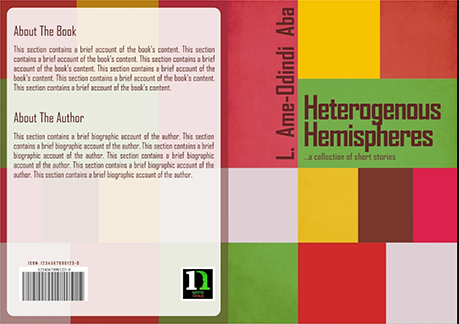 About The Book
This section contains a brief account of the book's content. This section
contains a brief account of the book's content. This section contains a brief
account of the book's content. This section contains a brief account of the
book's content. This section contains a brief account of the book's content.
This section contains a brief account of the book's content.
About The Author
This section contains a brief biographic account of the author. This section
contains a brief biographic account of the author. This section contains a brief
biographic account of the author. This section contains a brief biographic account
of the author. This section contains a brief biographic account of the
author. This section contains a brief biographic account of the author.
ISBN-1234567890123-0
1234567890123-0
L. Ame-Odindi Aba
Heterogenous
Hemispheres
...a collection of short stories